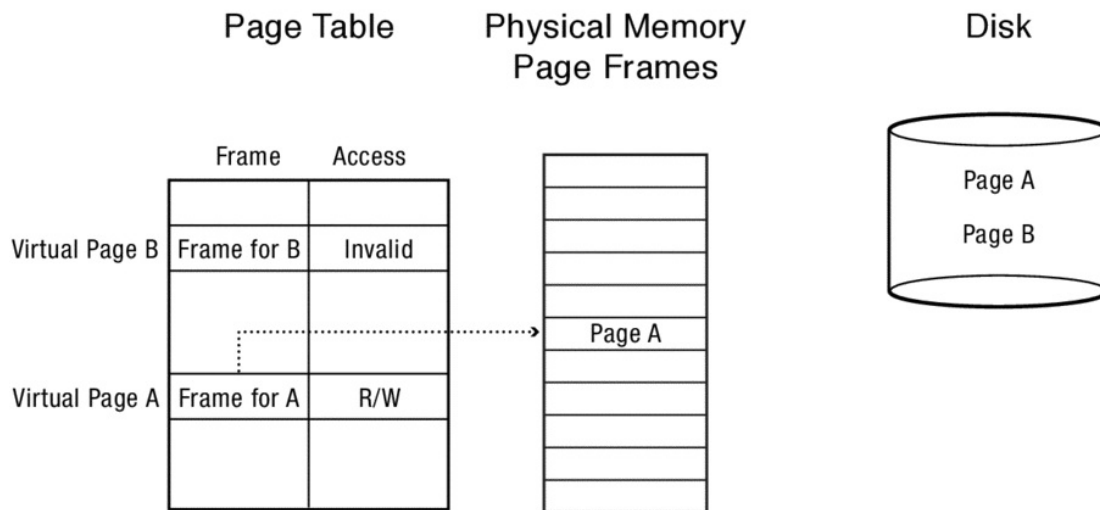 Page Table
Physical Memory
Page Frames
Disk
Frame
Access
Virtual Page B
Frame for B
Invalid
Virtual Page A
Frame for A
R/W
Page A
Page A
Page B